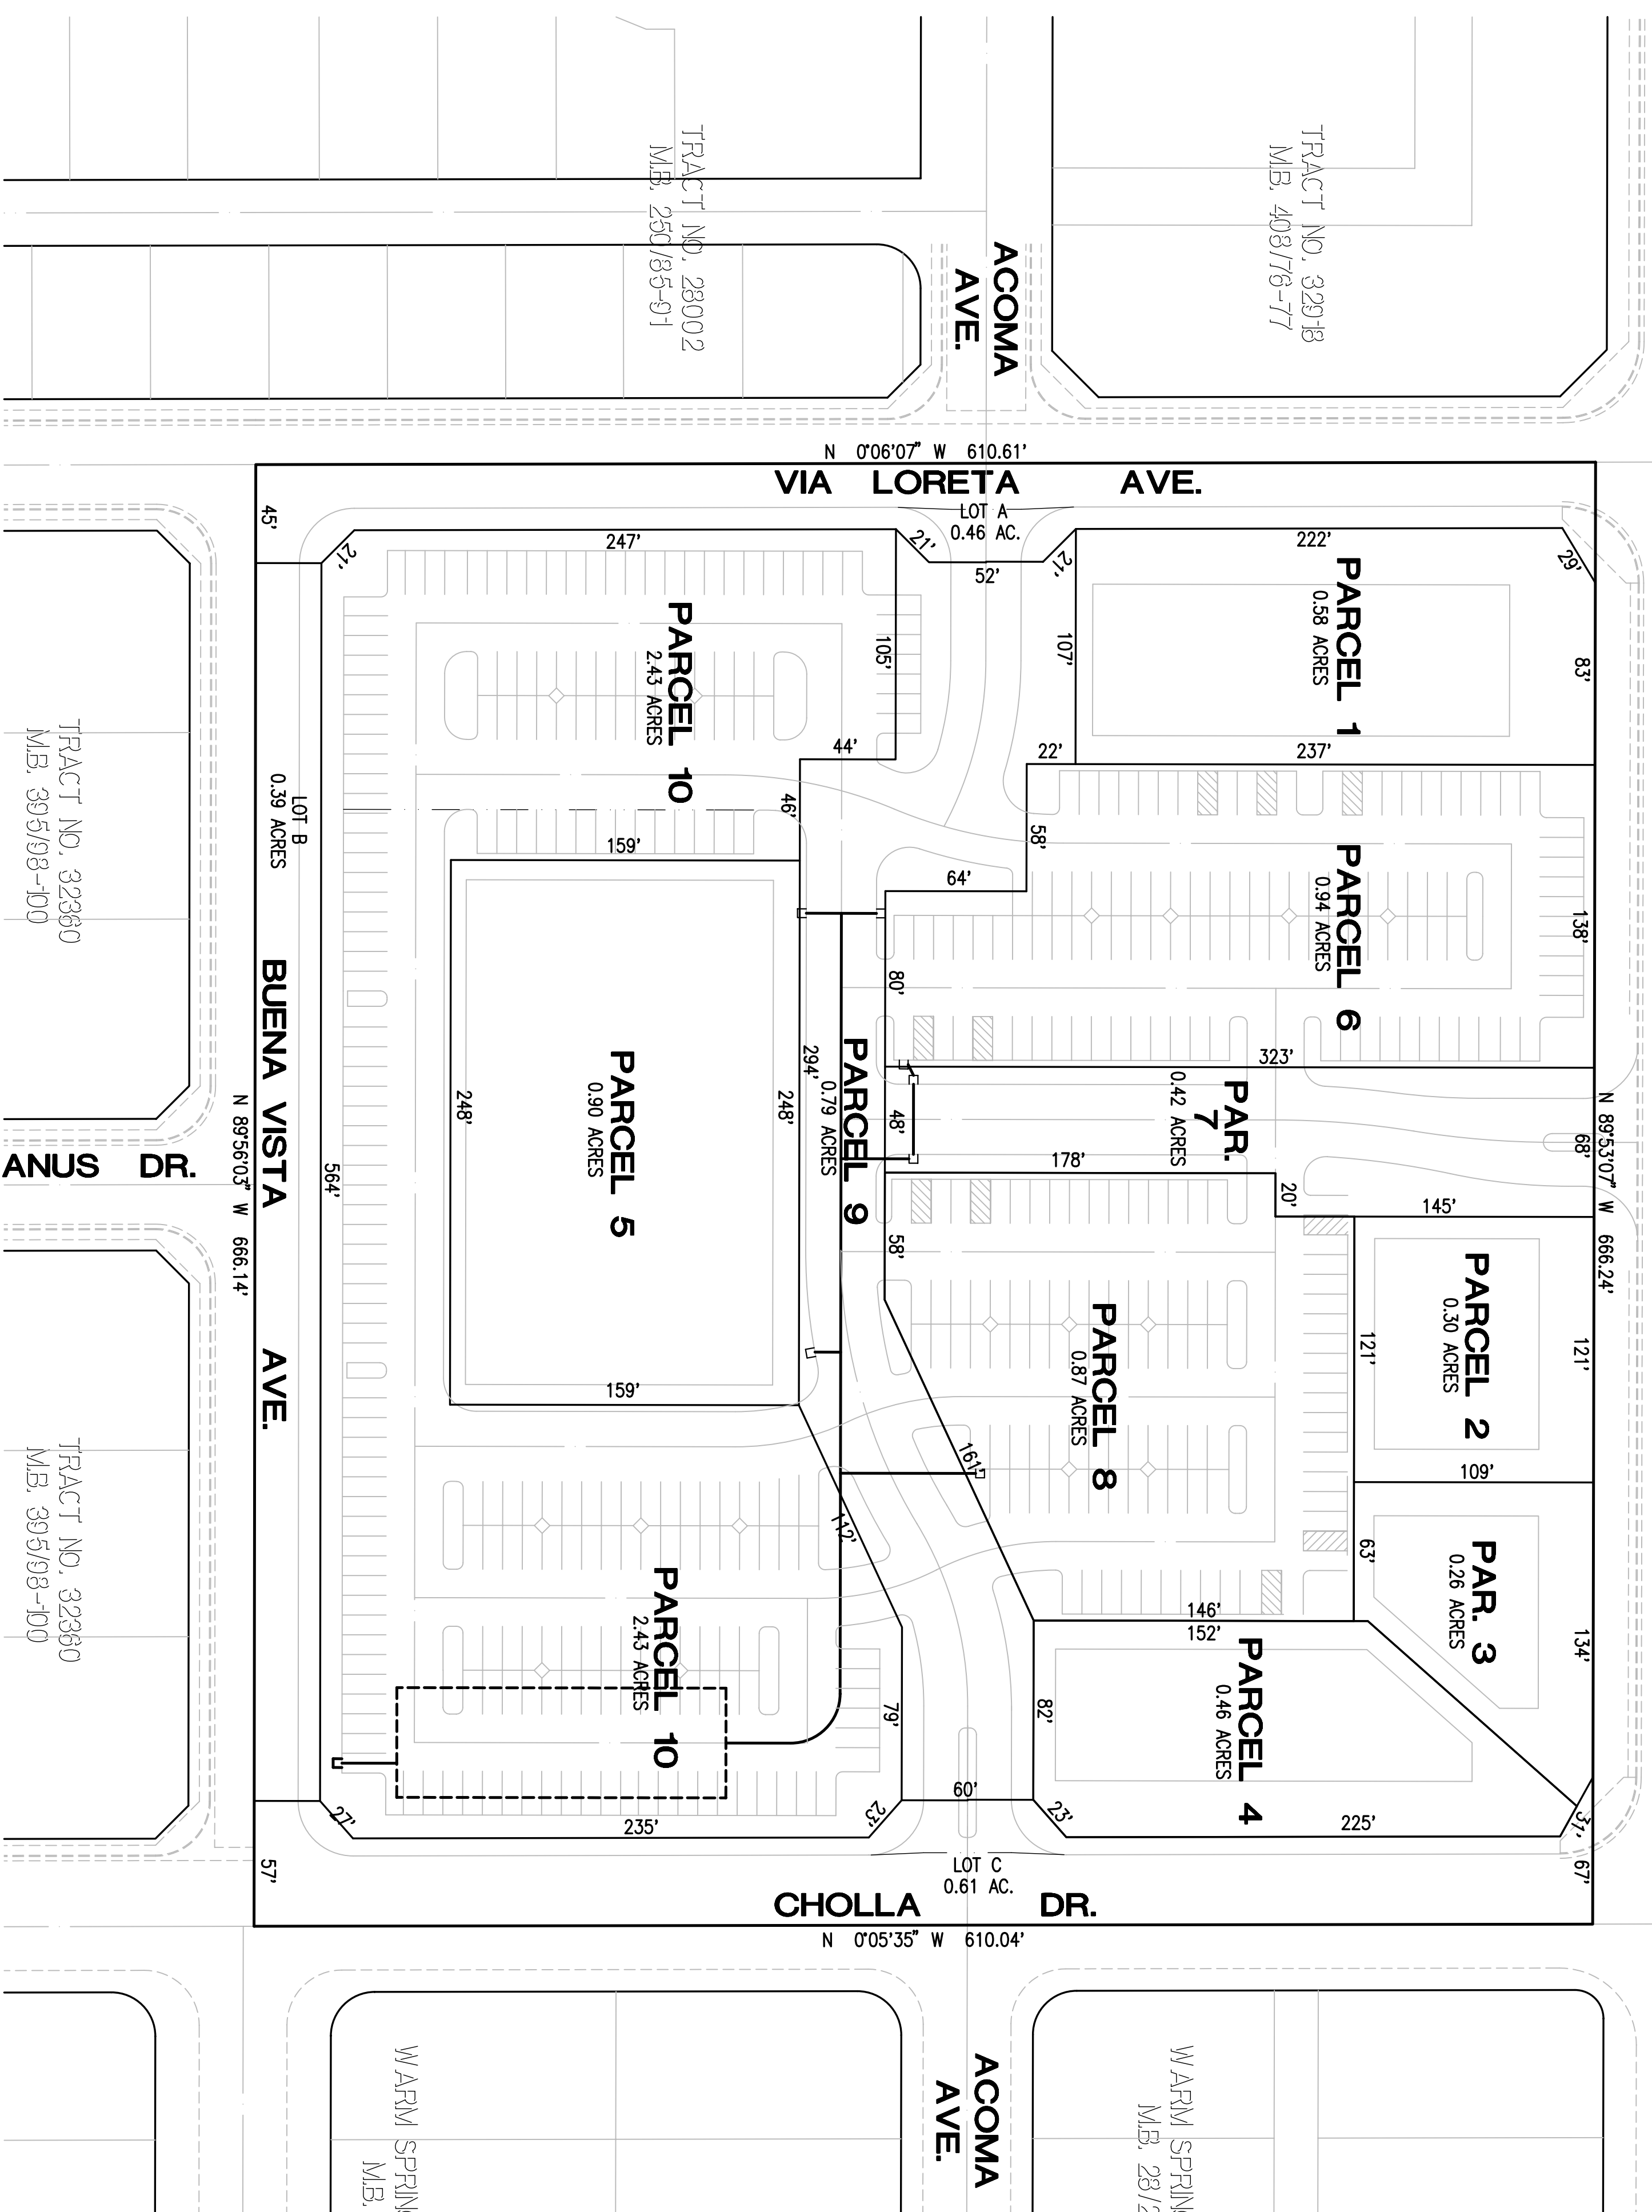 TRACT NO. 28002
M.B. 250/85-91
TRACT NO. 32918
M.B. 408/76-77
ACOMA
AVE.
N 0°06'07" W 610.61'
VIA LORETA AVE.
LOT A
0.46 AC.
45'
21'
247'
21'
52'
21'
222'
29'
PARCEL 1
0.58 ACRES
83'
107'
105'
PARCEL 10
2.43 ACRES
44'
22'
237'
46'
58'
159'
64'
PARCEL 6
0.94 ACRES
138'
80'
LOT B
0.39 ACRES
TRACT NO. 32360
M.B. 395/98-100
BUENA VISTA AVE.
N 89°56'03" W 666.14'
ANUS DR.
564'
248'
PARCEL 5
0.90 ACRES
248'
294'
PARCEL 9
0.79 ACRES
323'
48'
PAR.
7
0.42 ACRES
68'
N 89°53'07" W 666.24'
178'
20'
145'
58'
PARCEL 8
0.87 ACRES
121'
PARCEL 2
0.30 ACRES
121'
159'
109'
161'
112'
63'
PAR. 3
0.26 ACRES
134'
146'
152'
PARCEL 10
2.43 ACRES
79'
82'
PARCEL 4
0.46 ACRES
60'
27'
235'
23'
23'
225'
37'
57'
67'
LOT C
0.61 AC.
CHOLLA DR.
N 0°05'35" W 610.04'
TRACT NO. 32360
M.B. 395/98-100
ACOMA
AVE.
WARM SPRIN
M.B.
WARM SPRIN
M.B. 28/